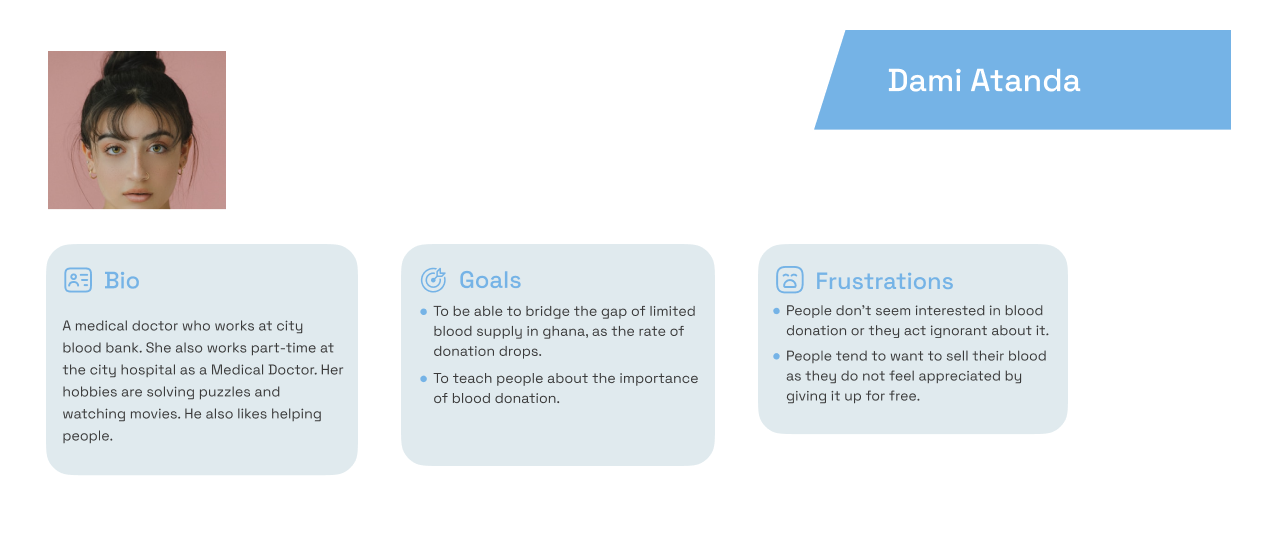 Dami Atanda
Bio
A medical doctor who works at city
blood bank. She also works part-time at
the city hospital as a Medical Doctor. Her
hobbies are solving puzzles and
watching movies. He also likes helping
people.
Goals
To be able to bridge the gap of limited
blood supply in ghana, as the rate of
donation drops.
To teach people about the importance
of blood donation.
Frustrations
People don't seem interested in blood
donation or they act ignorant about it.
People tend to want to sell their blood
as they do not feel appreciated by
giving it up for free.